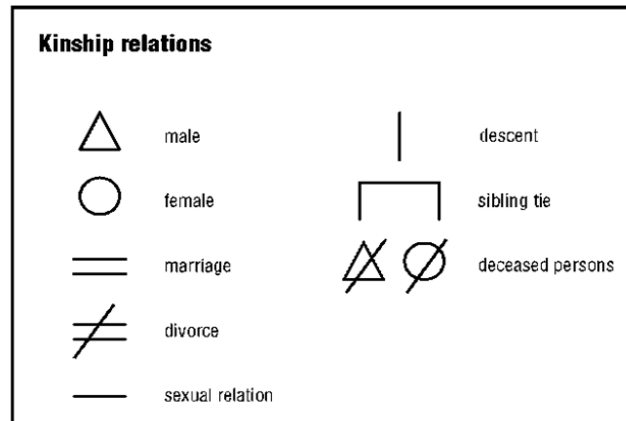 Kinship relations
male
descent
female
sibling tie
marriage
deceased persons
divorce
sexual relation